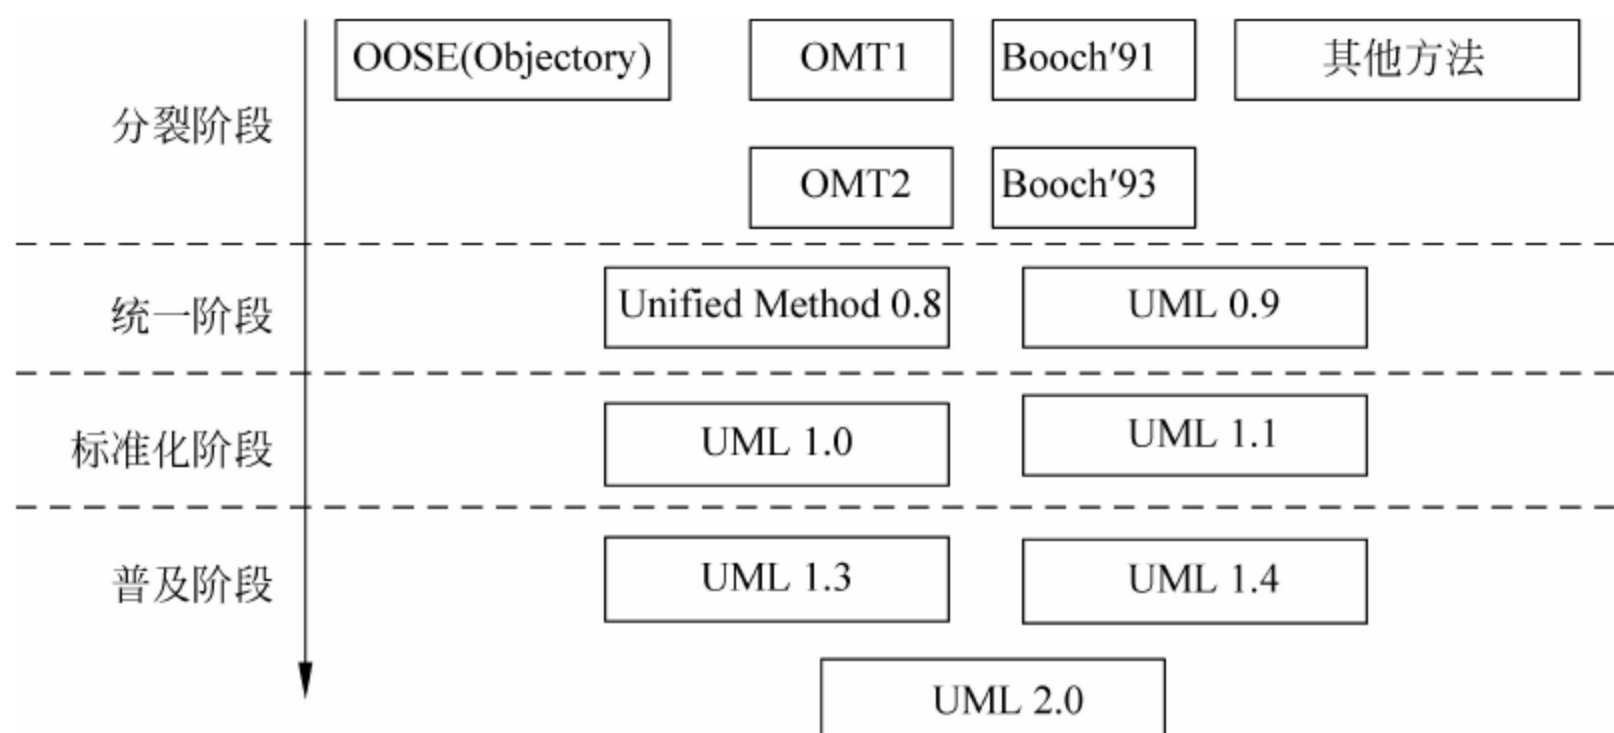 OOSE(Objectory)
OMT1
Booch′91
其他方法
分裂阶段
OMT2
Booch′93
统一阶段
Unified Method 0.8
UML 0.9
标准化阶段
UML 1.0
UML 1.1
普及阶段
UML 1.3
UML 1.4
UML 2.0